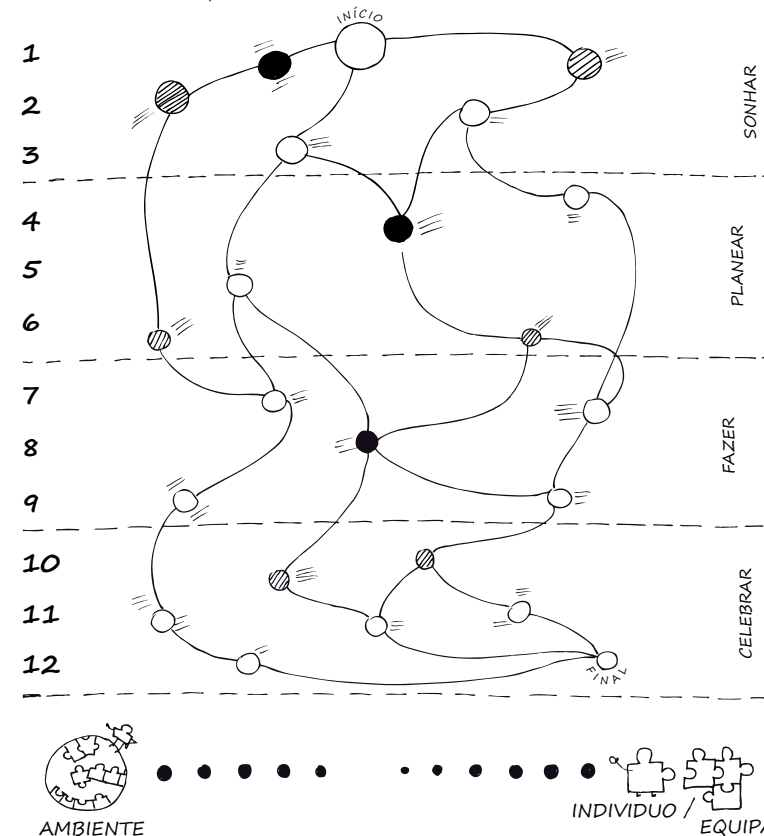 INÍCIO
1
2
3
SONHAR
4
5
6
PLANEAR
7
8
9
FAZER
10
11
12
CELEBRAR
FINAL
AMBIENTE
INDIVIDUO /